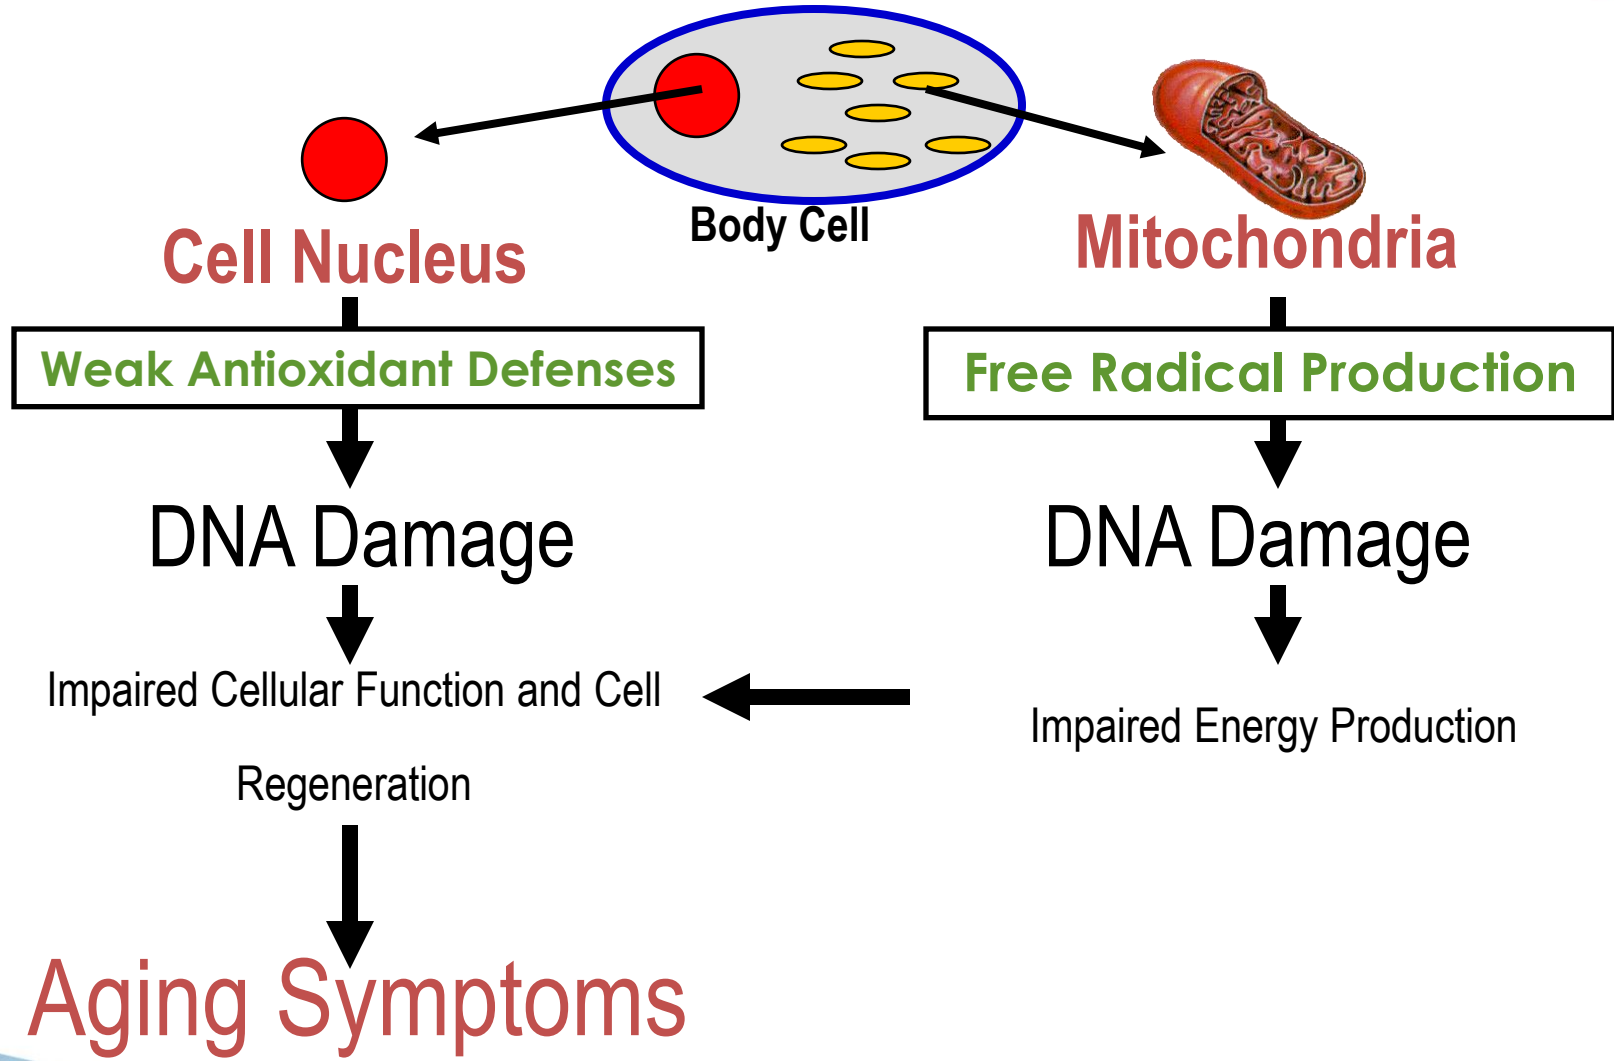 Body Cell
Cell Nucleus
Mitochondria
Weak Antioxidant Defenses
Free Radical Production
DNA Damage
DNA Damage
Impaired Cellular Function and Cell
Regeneration
Impaired Energy Production
Aging Symptoms